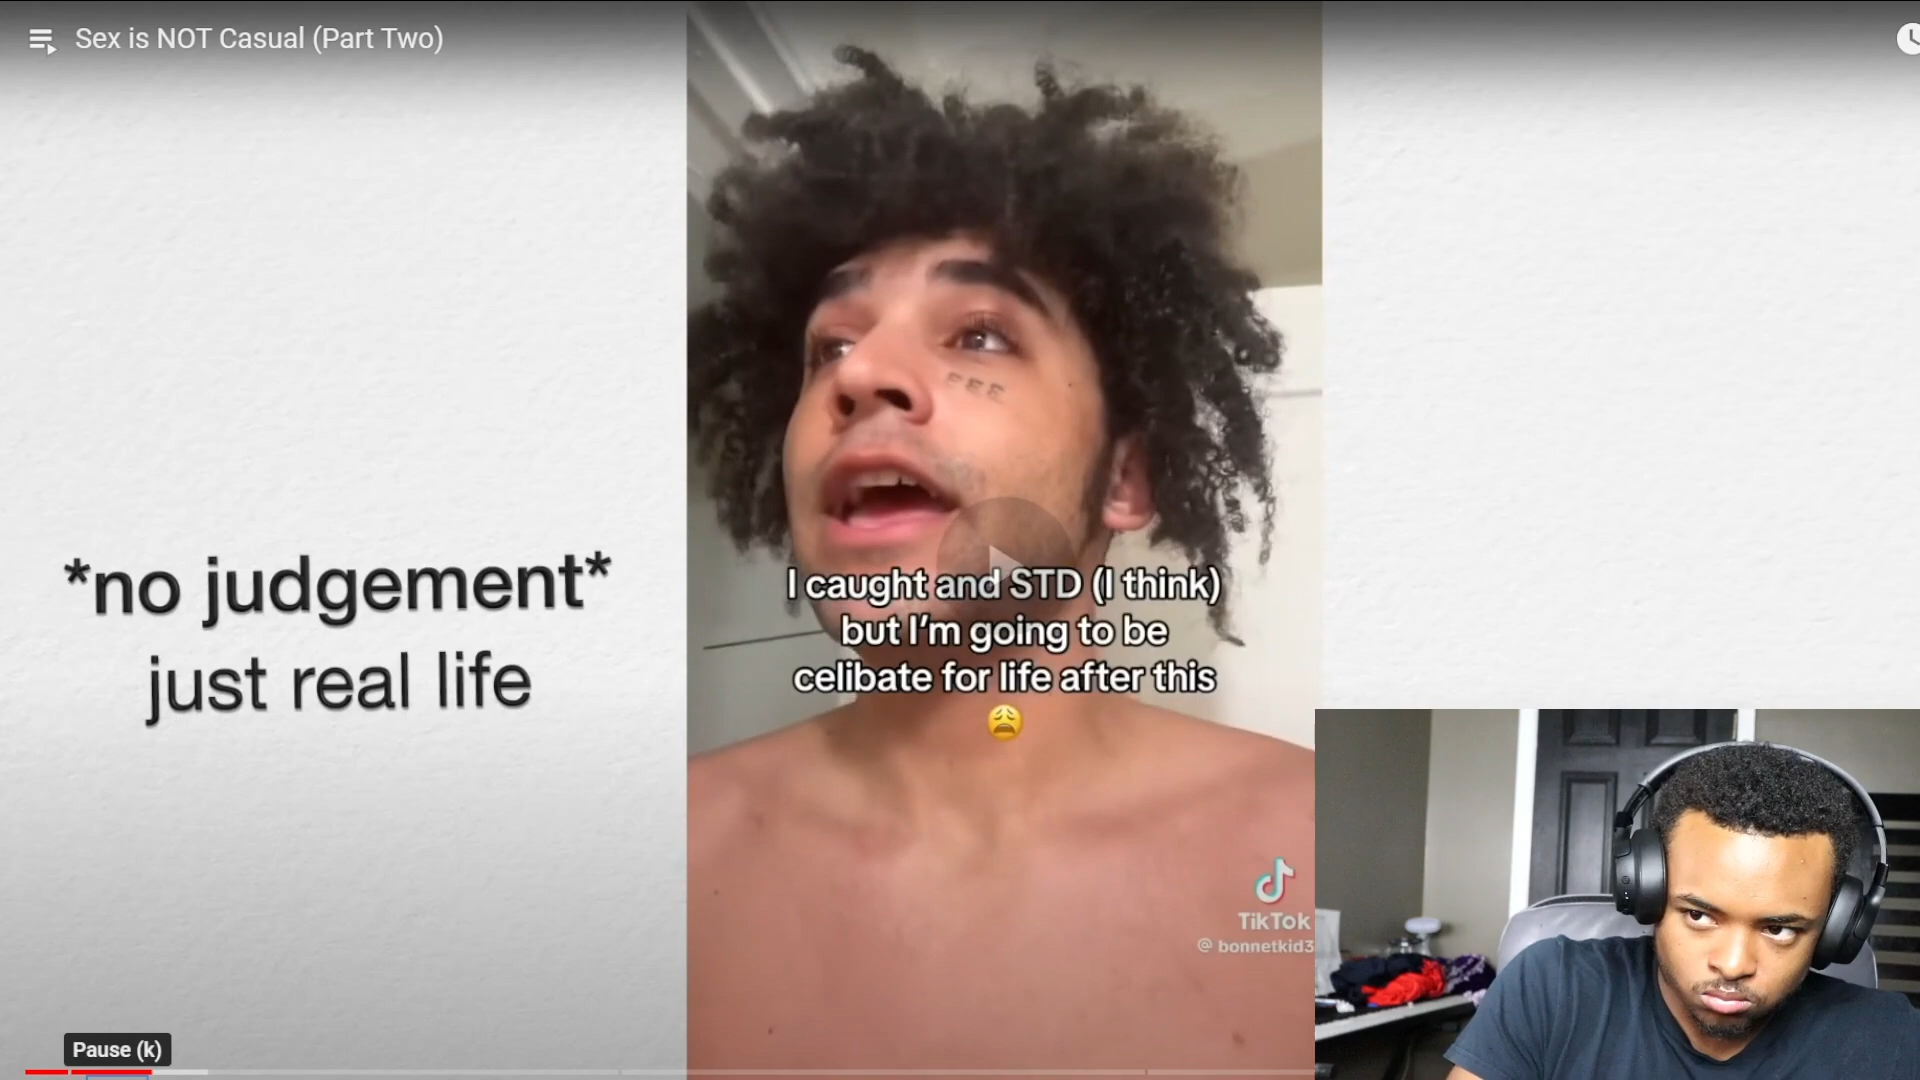 Sex is NOT Casual (Part Two)
*no judgement*
just real life
I caught and STD (I think)
but I'm going to be
celibate for life after this
TikTok
@ bonnetkid3
Pause (k)